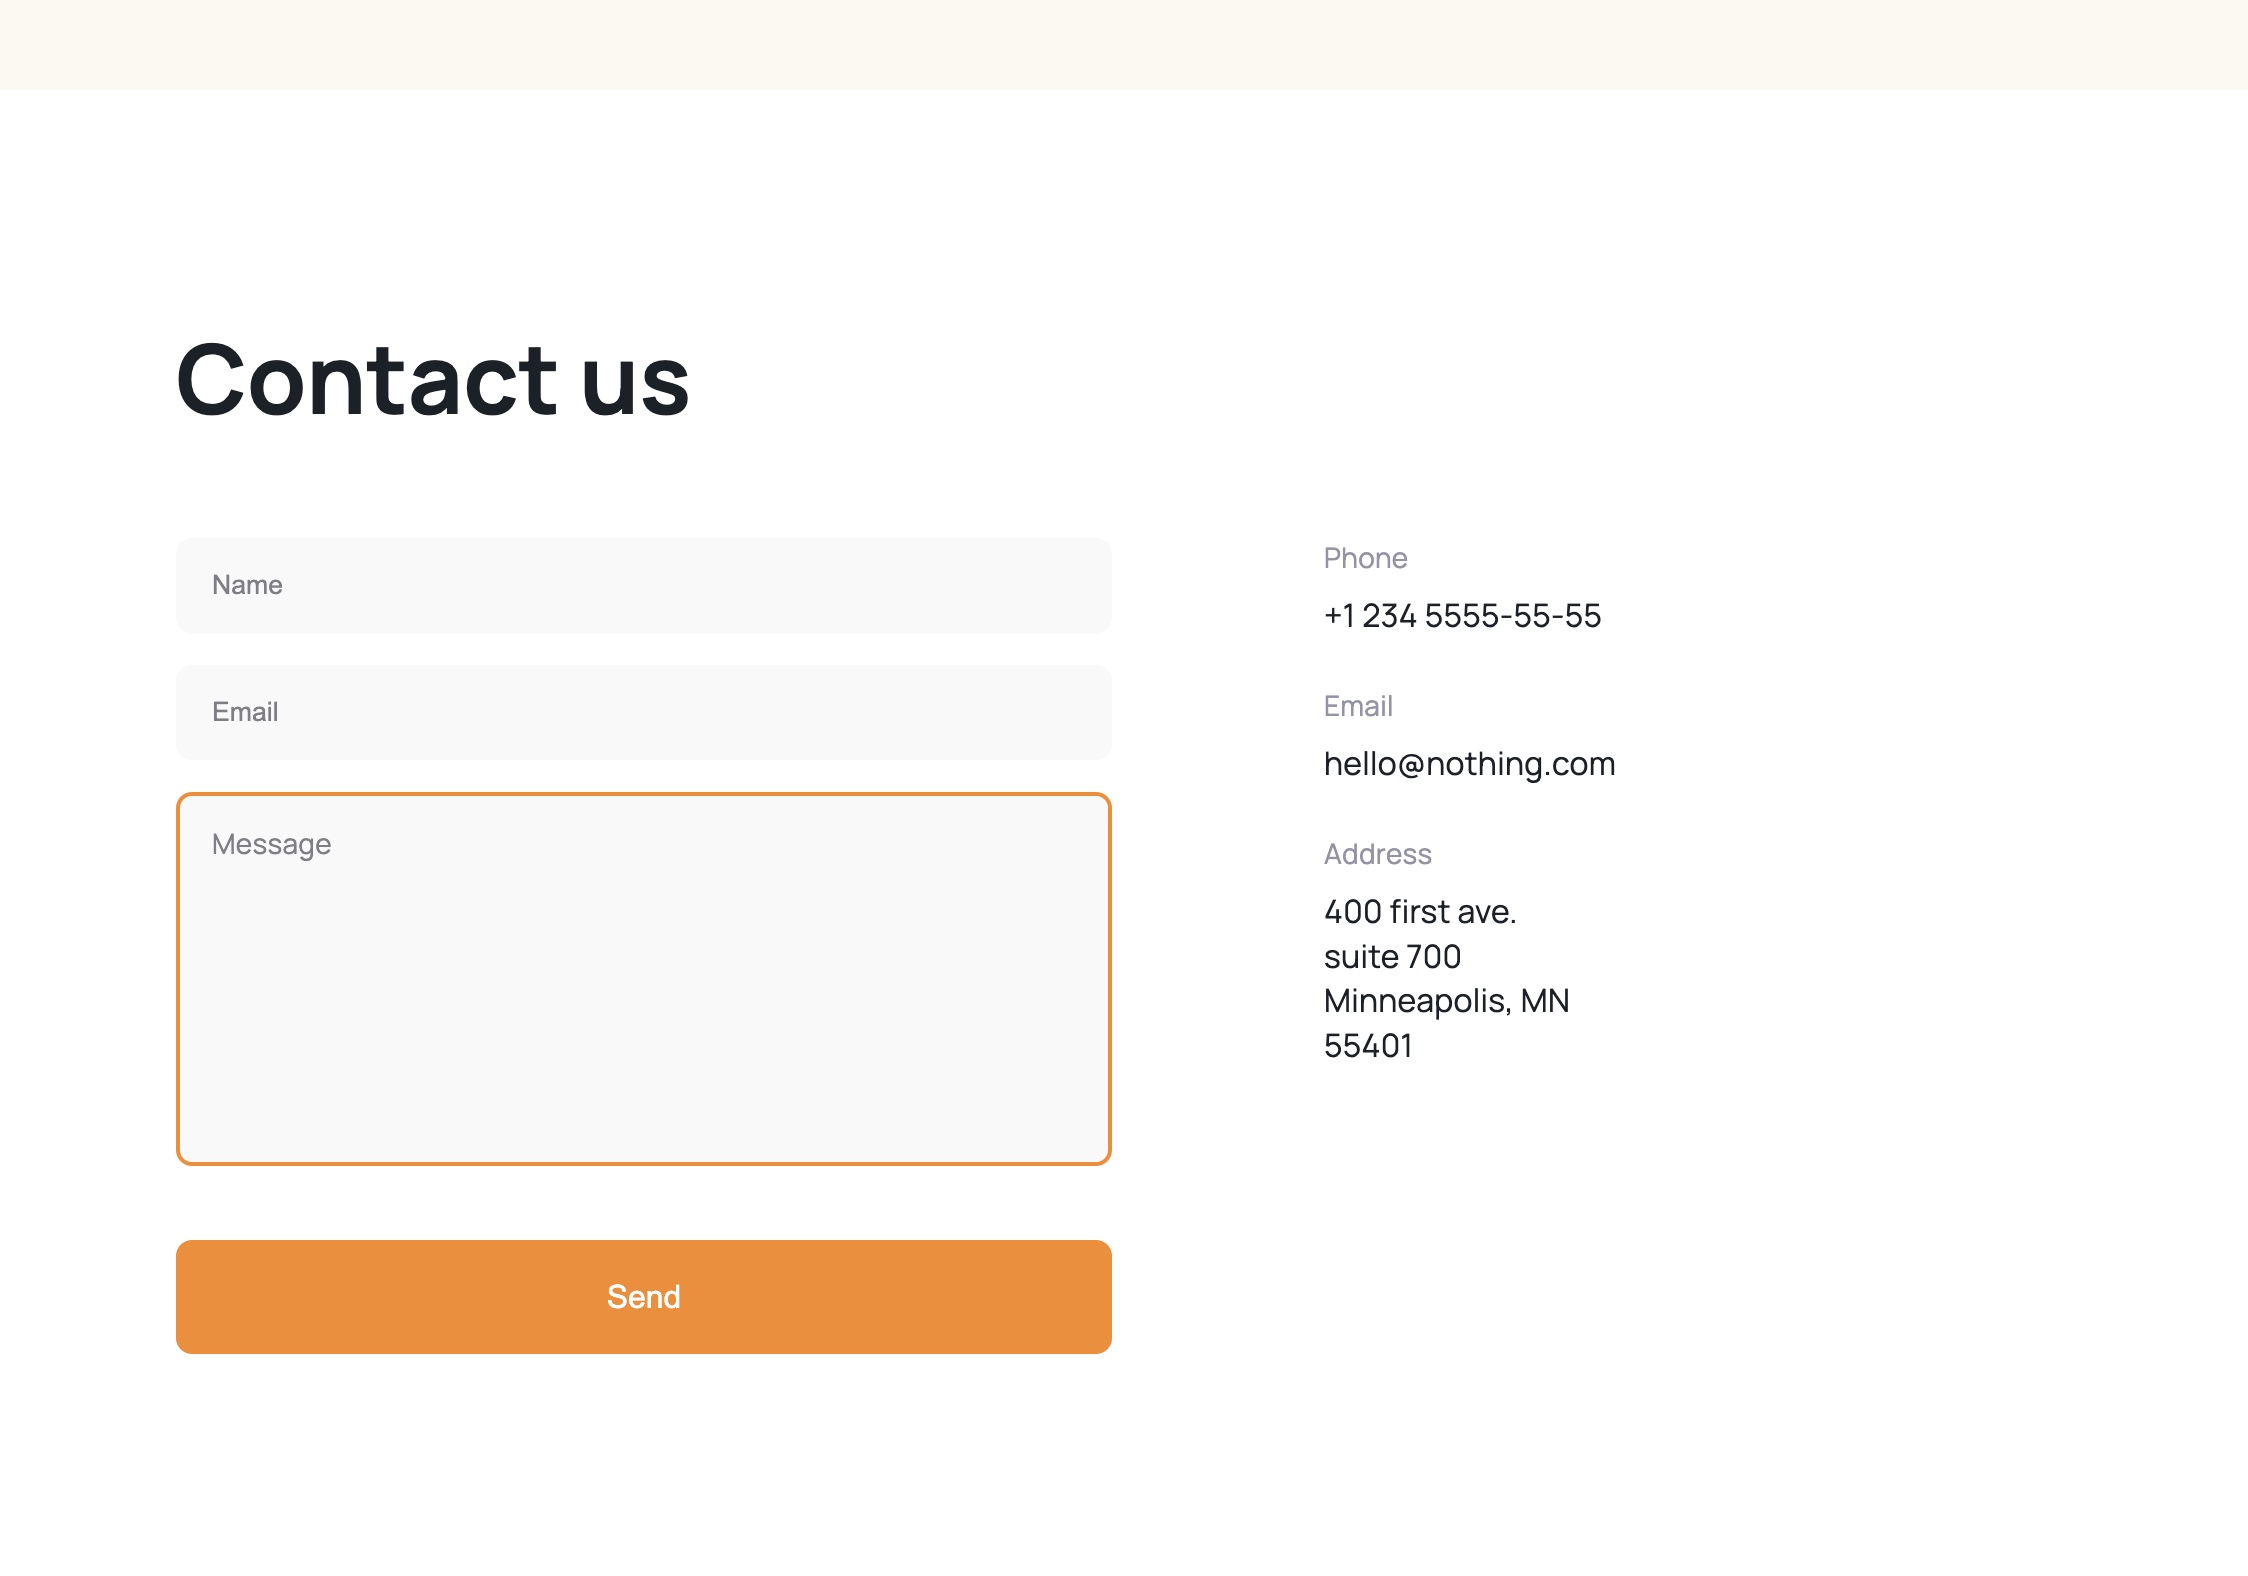 Contact us
Name
Email
Message
Send
Phone
+1 234 5555-55-55
Email
hello@nothing.com
Address
400 first ave.
suite 700
Minneapolis, MN
55401